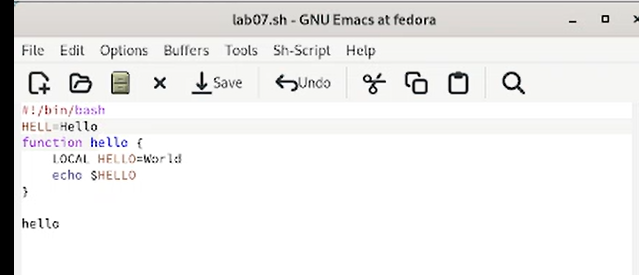 lab07.sh - GNU Emacs at fedora
File Edit Options Buffers Tools Sh-Script Help
Save Undo
#!/bin/bash
HELL=Hello
function hello {
LOCAL HELLO=World
echo $HELLO
}
hello